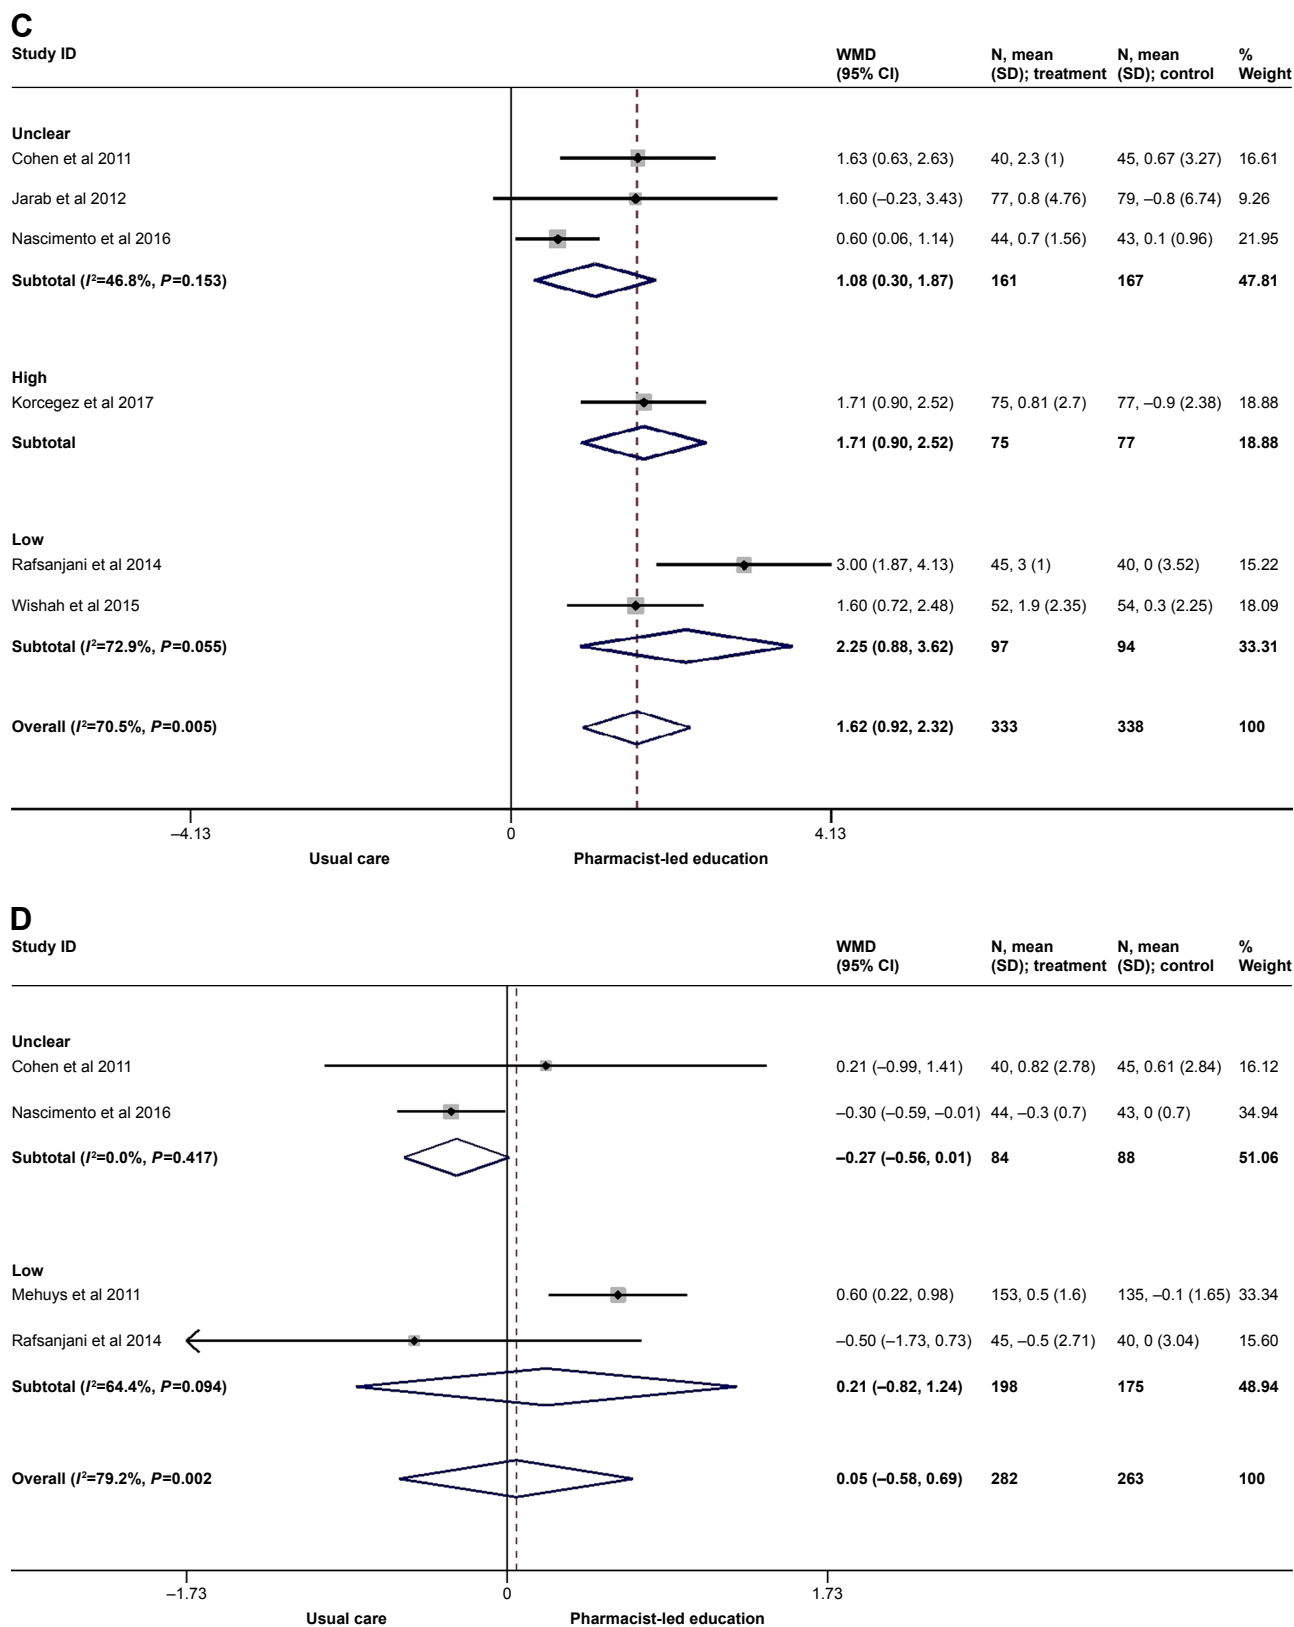 C
Study ID WMD (95% CI) N, mean (SD); treatment N, mean (SD); control % Weight
Unclear
Cohen et al 2011 1.63 (0.63, 2.63) 40, 2.3 (1) 45, 0.67 (3.27) 16.61
Jarab et al 2012 1.60 (–0.23, 3.43) 77, 0.8 (4.76) 79, –0.8 (6.74) 9.26
Nascimento et al 2016 0.60 (0.06, 1.14) 44, 0.7 (1.56) 43, 0.1 (0.96) 21.95
Subtotal (I²=46.8%, P=0.153) 1.08 (0.30, 1.87) 161 167 47.81
High
Korcegez et al 2017 1.71 (0.90, 2.52) 75, 0.81 (2.7) 77, –0.9 (2.38) 18.88
Subtotal 1.71 (0.90, 2.52) 75 77 18.88
Low
Rafsanjani et al 2014 3.00 (1.87, 4.13) 45, 3 (1) 40, 0 (3.52) 15.22
Wishah et al 2015 1.60 (0.72, 2.48) 52, 1.9 (2.35) 54, 0.3 (2.25) 18.09
Subtotal (I²=72.9%, P=0.055) 2.25 (0.88, 3.62) 97 94 33.31
Overall (I²=70.5%, P=0.005) 1.62 (0.92, 2.32) 333 338 100
–4.13 0 4.13
Usual care Pharmacist-led education
D
Study ID WMD (95% CI) N, mean (SD); treatment N, mean (SD); control % Weight
Unclear
Cohen et al 2011 0.21 (–0.99, 1.41) 40, 0.82 (2.78) 45, 0.61 (2.84) 16.12
Nascimento et al 2016 –0.30 (–0.59, –0.01) 44, –0.3 (0.7) 43, 0 (0.7) 34.94
Subtotal (I²=0.0%, P=0.417) –0.27 (–0.56, 0.01) 84 88 51.06
Low
Mehuys et al 2011 0.60 (0.22, 0.98) 153, 0.5 (1.6) 135, –0.1 (1.65) 33.34
Rafsanjani et al 2014 –0.50 (–1.73, 0.73) 45, –0.5 (2.71) 40, 0 (3.04) 15.60
Subtotal (I²=64.4%, P=0.094) 0.21 (–0.82, 1.24) 198 175 48.94
Overall (I²=79.2%, P=0.002 0.05 (–0.58, 0.69) 282 263 100
–1.73 0 1.73
Usual care Pharmacist-led education